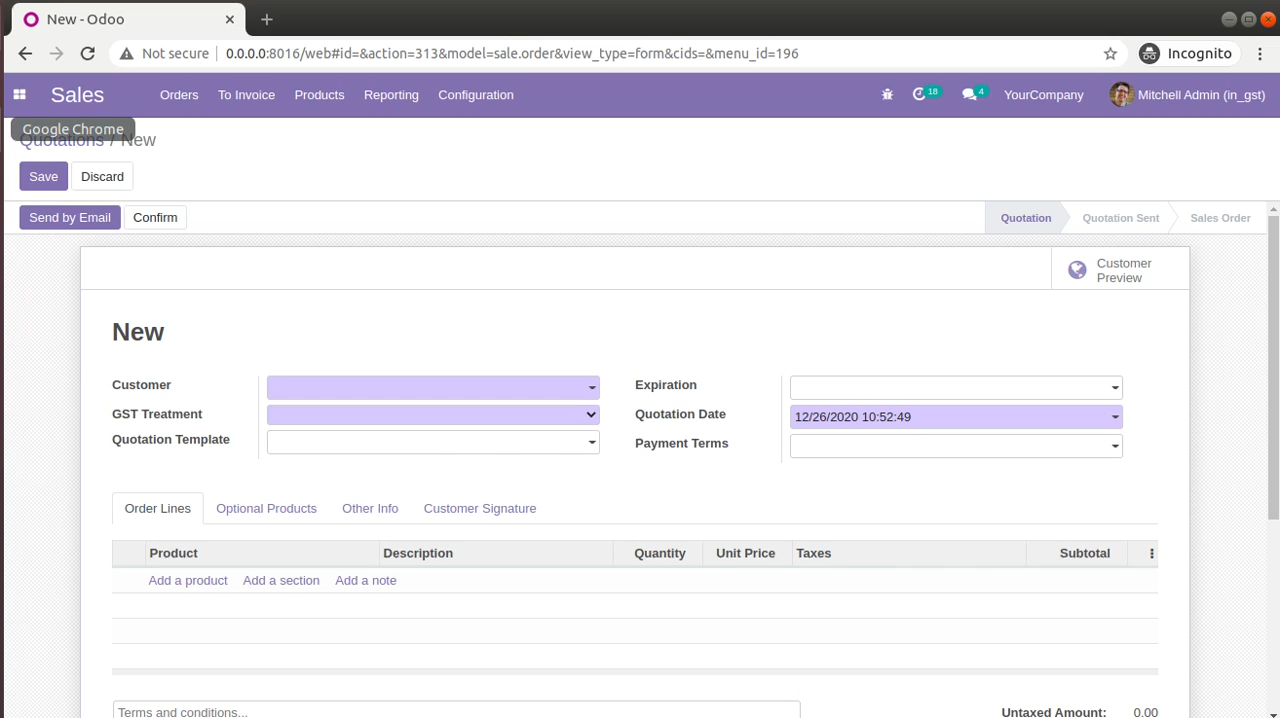 New - Odoo
Not secure 0.0.0.0:8016/web#id=&action=313&model=sale.order&view_type=form&cids=&menu_id=196 Incognito
Sales Orders To Invoice Products Reporting Configuration 18 4 YourCompany Mitchell Admin (in_gst)
Google Chrome
Quotations / New
Save Discard
Send by Email Confirm Quotation Quotation Sent Sales Order
Customer
Preview
New
Customer Expiration
GST Treatment Quotation Date 12/26/2020 10:52:49
Quotation Template Payment Terms
Order Lines Optional Products Other Info Customer Signature
Product Description Quantity Unit Price Taxes Subtotal
Add a product Add a section Add a note
Terms and conditions... Untaxed Amount: 0.00